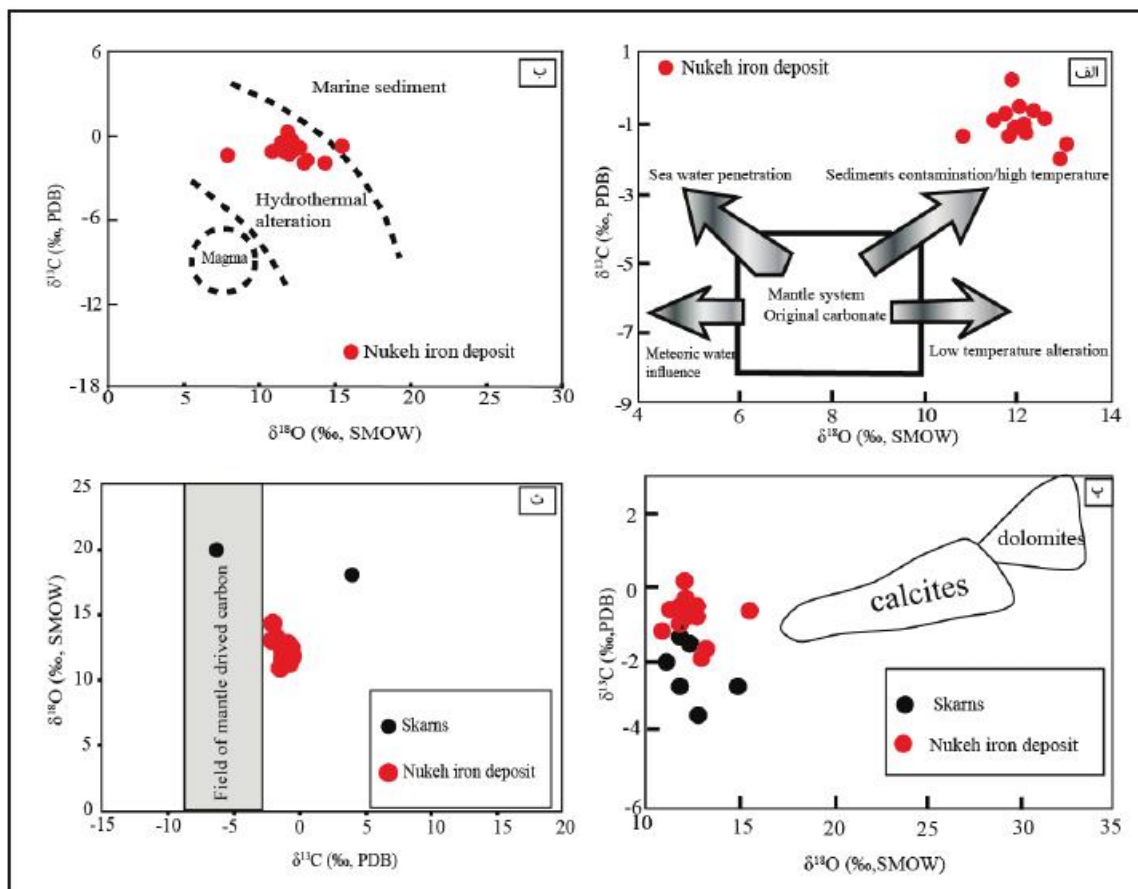 6
0
-6
-12
-18
δ¹³C (‰, PDB)
ب
Marine sediment
Hydrothermal
alteration
Magma
Nukeh iron deposit
0 5 10 15 20 25 30
δ¹⁸O (‰, SMOW)
1
-1
-3
-5
-7
-9
δ¹³C (‰, PDB)
Nukeh iron deposit
الف
Sea water penetration
Sediments contamination/high temperature
Mantle system
Original carbonate
Meteoric water
influence
Low temperature alteration
4 6 8 10 12 14
δ¹⁸O (‰, SMOW)
25
20
15
10
5
0
δ¹⁸O (‰, SMOW)
ت
Field of mantle drived carbon
Skarns
Nukeh iron deposit
-15 -10 -5 0 5 10 15 20
δ¹³C (‰, PDB)
2
0
-2
-4
-6
δ¹³C (‰,PDB)
پ
dolomites
calcites
Skarns
Nukeh iron deposit
10 15 20 25 30 35
δ¹⁸O (‰,SMOW)